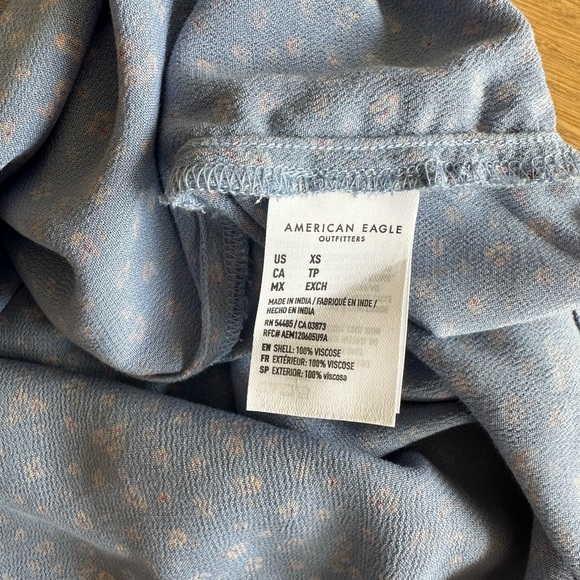 AMERICAN EAGLE
OUTFITTERS
US XS
CA TP
MX EXCH
MADE IN INDIA / FABRIQUÉ EN INDE /
HECHO EN INDIA
RN 54485 / CA 03873
RFC# AEM120605U9A
EN SHELL: 100% VISCOSE
FR EXTÉRIEUR: 100% VISCOSE
SP EXTERIOR: 100% viscosa